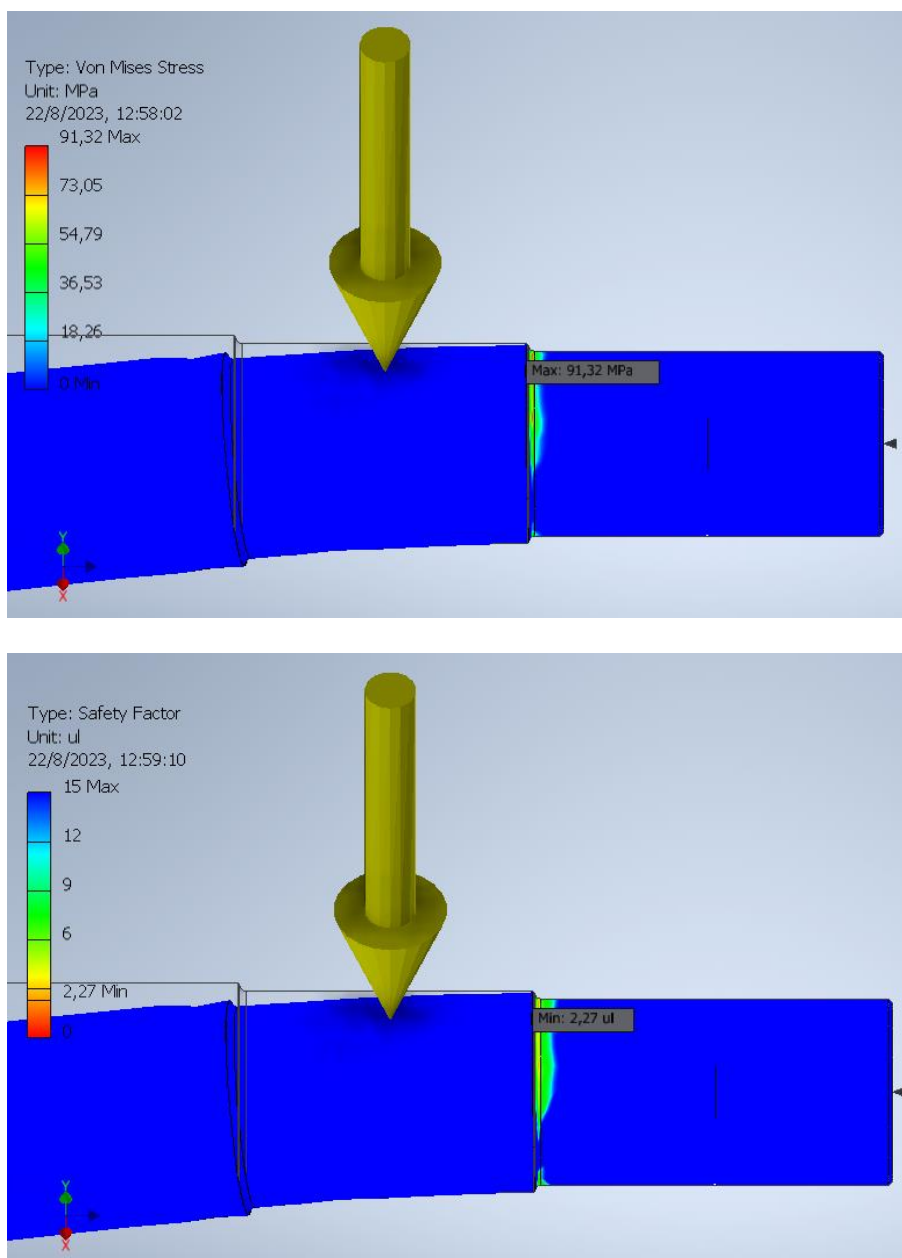 Type: Von Mises Stress
Unit: MPa
22/8/2023, 12:58:02
91,32 Max
73,05
54,79
36,53
18,26
0 Min
Max: 91,32 MPa
Y
X
Type: Safety Factor
Unit: ul
22/8/2023, 12:59:10
15 Max
12
9
6
2,27 Min
0
Min: 2,27 ul
Y
X